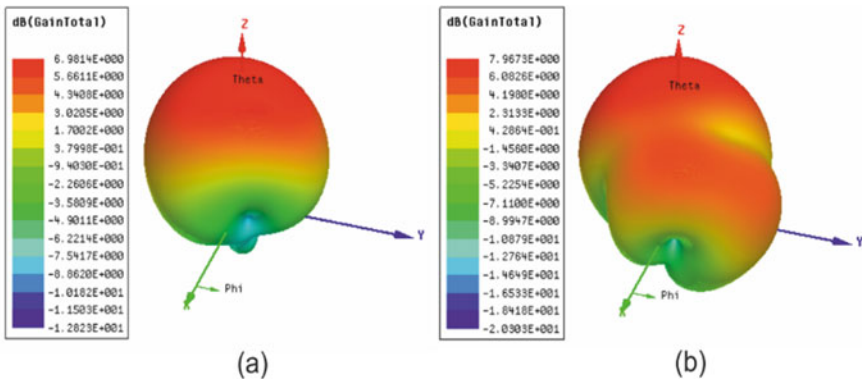 dB(GainTotal)
6.9814E+000
5.6611E+000
4.3408E+000
3.0205E+000
1.7002E+000
3.7998E-001
-9.4030E-001
-2.2606E+000
-3.5809E+000
-4.9011E+000
-6.2214E+000
-7.5417E+000
-8.8620E+000
-1.0182E+001
-1.1503E+001
-1.2823E+001
Z
Theta
Y
Phi
X
(a)
dB(GainTotal)
7.9673E+000
6.0826E+000
4.1980E+000
2.3133E+000
4.2864E-001
-1.4560E+000
-3.3407E+000
-5.2254E+000
-7.1100E+000
-8.9947E+000
-1.0879E+001
-1.2764E+001
-1.4649E+001
-1.6533E+001
-1.8418E+001
-2.0303E+001
Z
Theta
Y
Phi
X
(b)